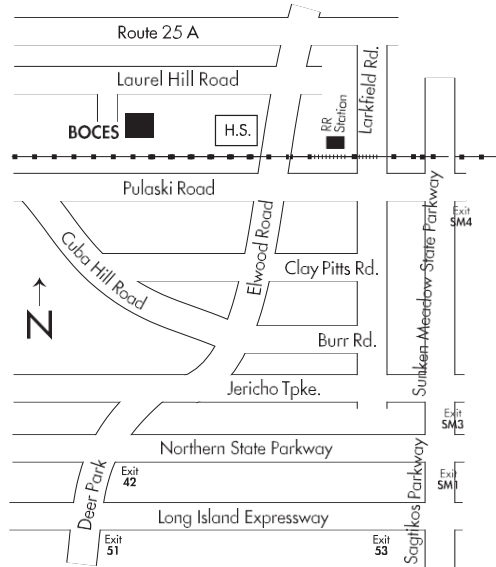 Route 25 A
Laurel Hill Road
Larkfield Rd.
BOCES
H.S.
RR
Station
Pulaski Road
Exit
SM4
Cuba Hill Road
Elwood Road
Clay Pitts Rd.
Sunken Meadow State Parkway
N
Burr Rd.
Jericho Tpke.
Exit
SM3
Northern State Parkway
Exit
42
Exit
SM1
Deer Park
Sagtikos Parkway
Long Island Expressway
Exit
51
Exit
53